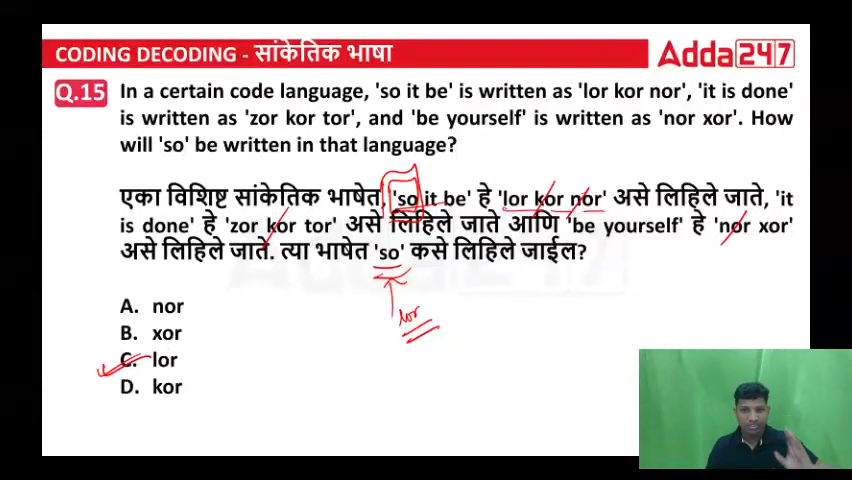 CODING DECODING - सांकेतिक भाषा
Adda247
Q.15 In a certain code language, 'so it be' is written as 'lor kor nor', 'it is done'
is written as 'zor kor tor', and 'be yourself' is written as 'nor xor'. How
will 'so' be written in that language?
एका विशिष्ट सांकेतिक भाषेत, 'so it be' हे 'lor kor nor' असे लिहिले जाते, 'it
is done' हे 'zor kor tor' असे लिहिले जाते आणि 'be yourself' हे 'nor xor'
असे लिहिले जाते. त्या भाषेत 'so' कसे लिहिले जाईल?
lor
A. nor
B. xor
C. lor
D. kor